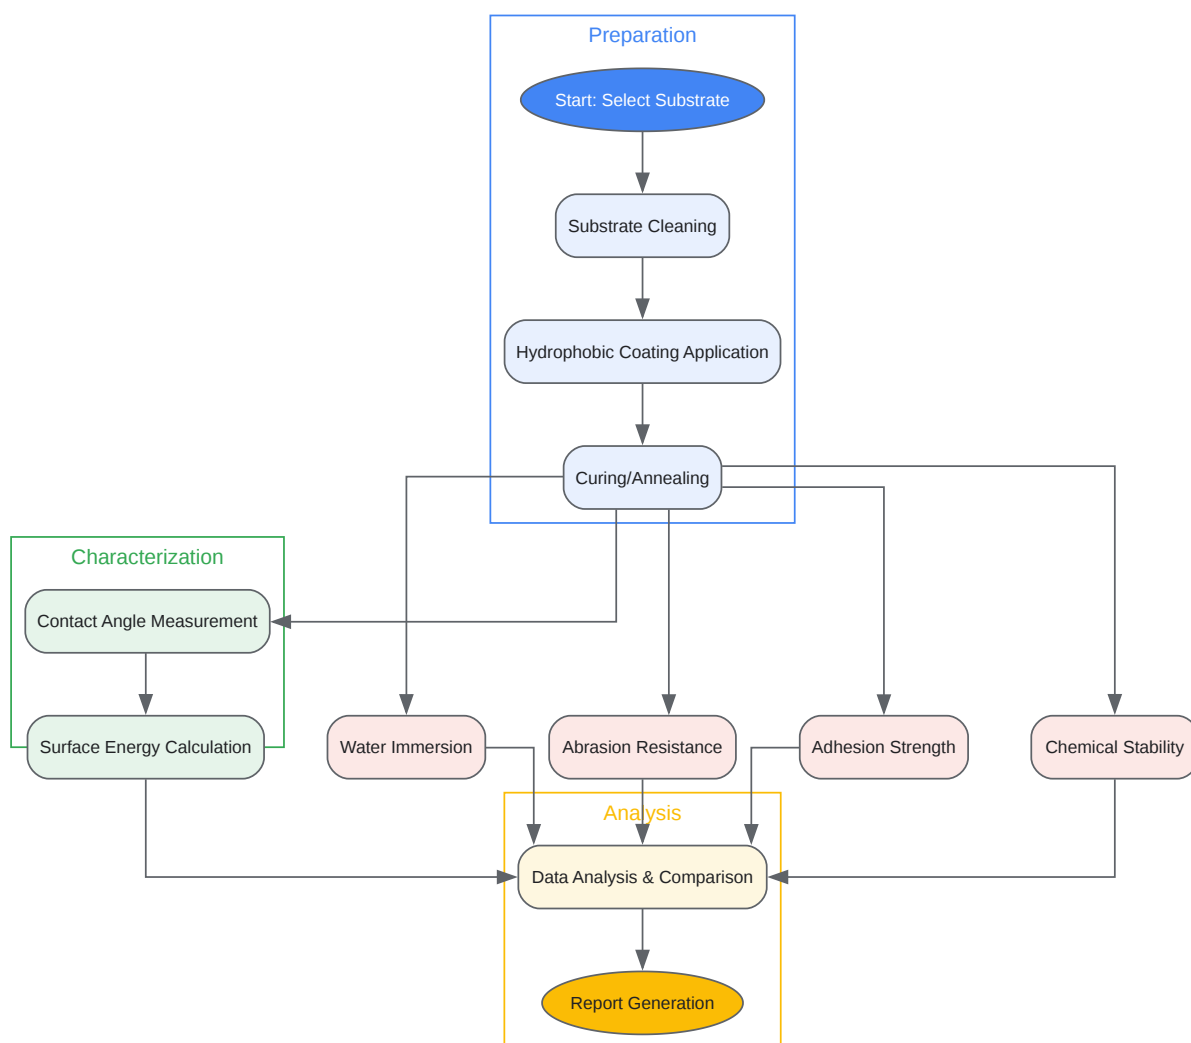 Preparation
Start: Select Substrate
Substrate Cleaning
Hydrophobic Coating Application
Curing/Annealing
Characterization
Contact Angle Measurement
Surface Energy Calculation
Water Immersion
Abrasion Resistance
Adhesion Strength
Chemical Stability
Analysis
Data Analysis & Comparison
Report Generation